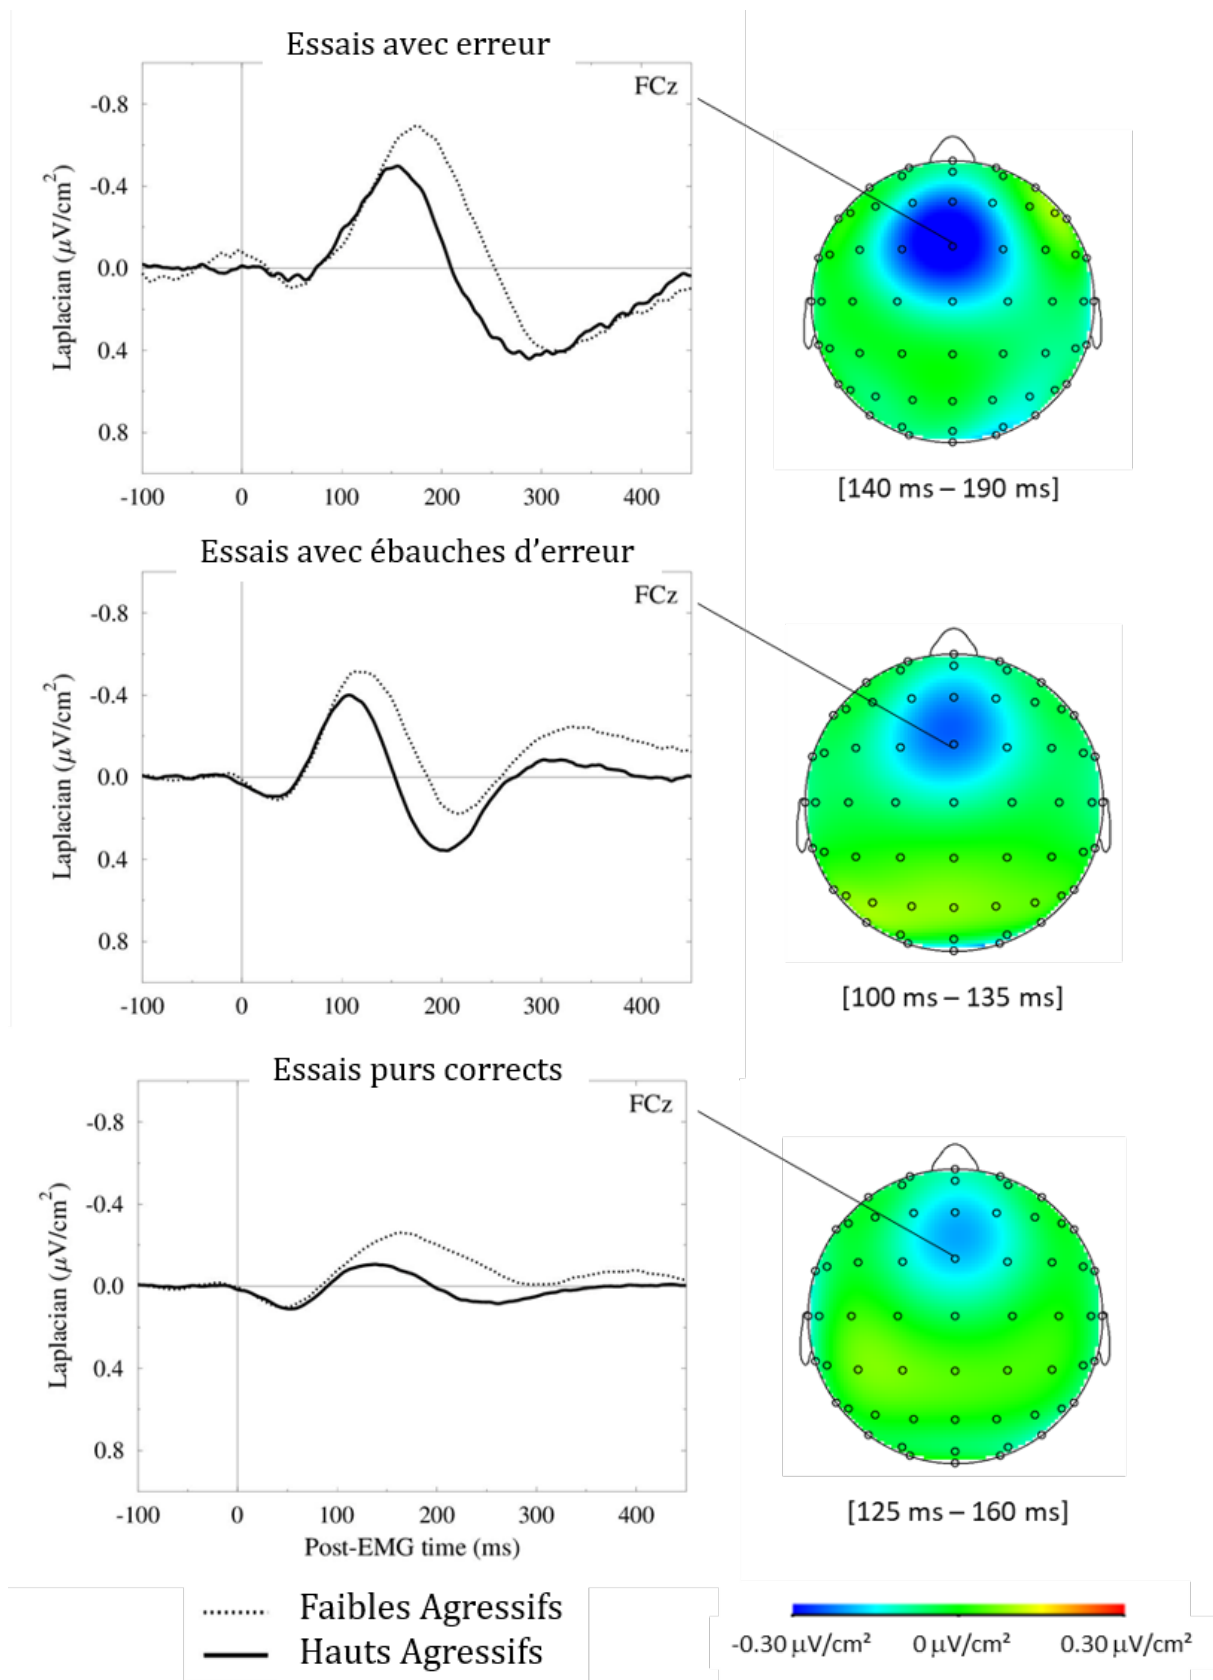 Essais avec erreur
FCz
Laplacian (µV/cm²)
-0.8
-0.4
0.0
0.4
0.8
-100 0 100 200 300 400
[140 ms – 190 ms]
Essais avec ébauches d’erreur
FCz
Laplacian (µV/cm²)
-0.8
-0.4
0.0
0.4
0.8
-100 0 100 200 300 400
[100 ms – 135 ms]
Essais purs corrects
FCz
Laplacian (µV/cm²)
-0.8
-0.4
0.0
0.4
0.8
-100 0 100 200 300 400
Post-EMG time (ms)
[125 ms – 160 ms]
Faibles Agressifs
Hauts Agressifs
-0.30 µV/cm² 0 µV/cm² 0.30 µV/cm²